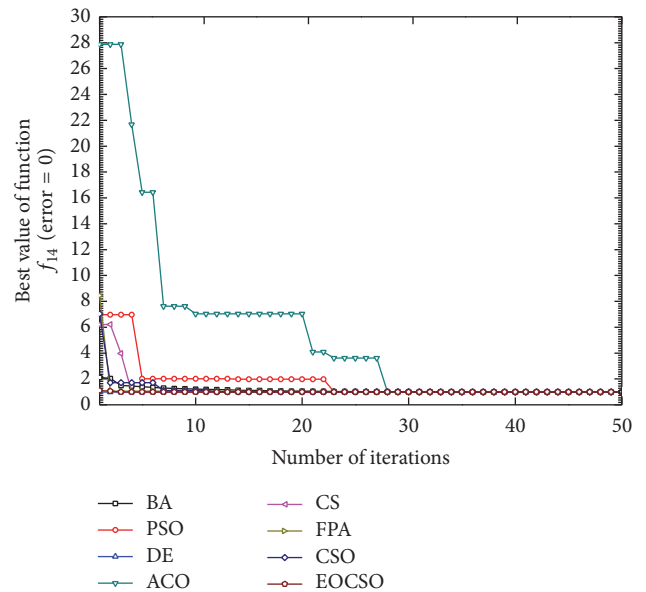 30
28
26
24
22
20
18
16
14
12
10
8
6
4
2
0
Best value of function
f14 (error = 0)
10 20 30 40 50
Number of iterations
BA CS
PSO FPA
DE CSO
ACO EOCSO